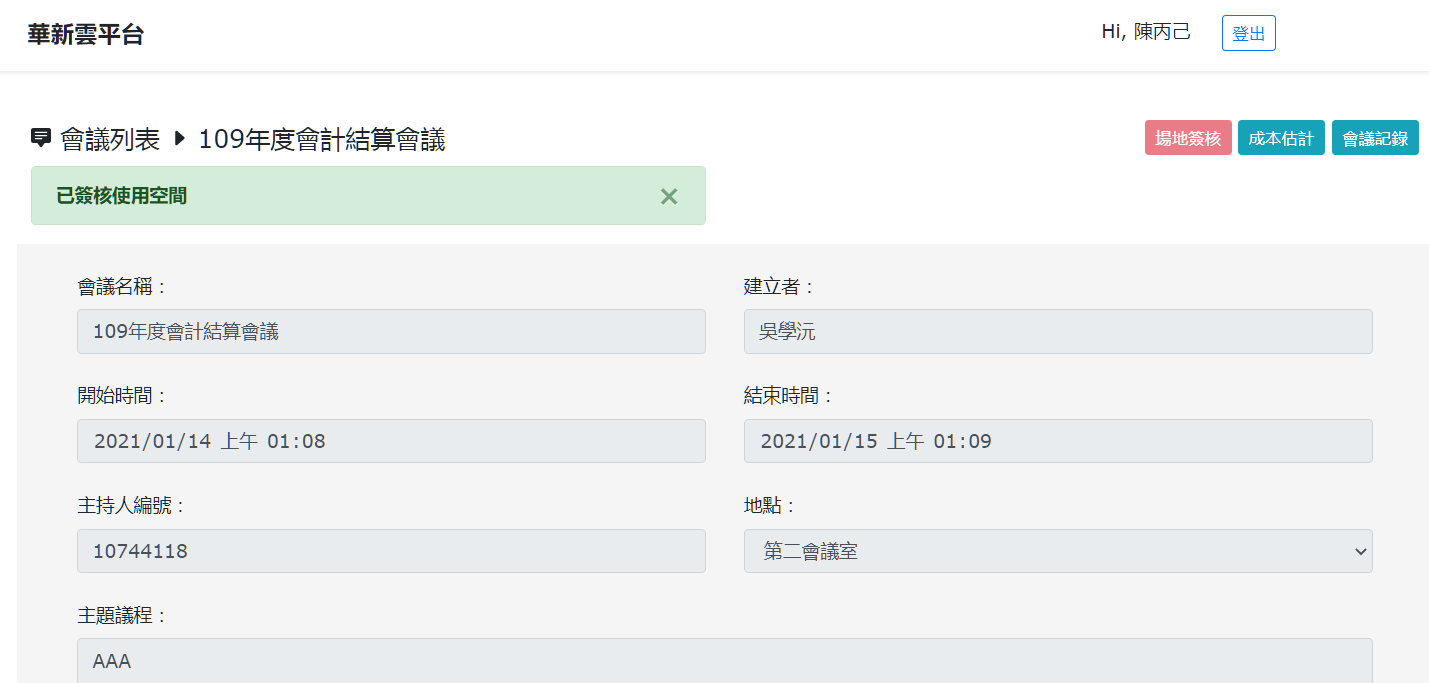 華新雲平台
Hi, 陳丙己
登出
會議列表 109年度會計結算會議
場地簽核
成本估計
會議記錄
已簽核使用空間
×
會議名稱：
建立者：
109年度會計結算會議
吳學沅
開始時間：
結束時間：
2021/01/14 上午 01:08
2021/01/15 上午 01:09
主持人編號：
地點：
10744118
第二會議室
主題議程：
AAA